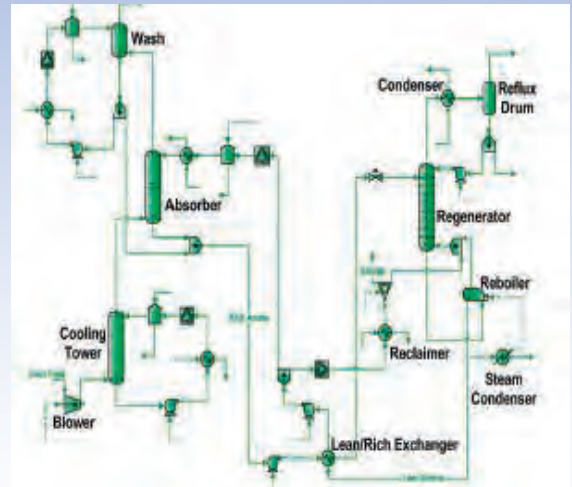 Wash
Condenser
Reflux
Drum
Absorber
Regenerator
Reboiler
Cooling
Tower
Reclaimer
Steam
Condenser
Blower
Lean/Rich Exchanger